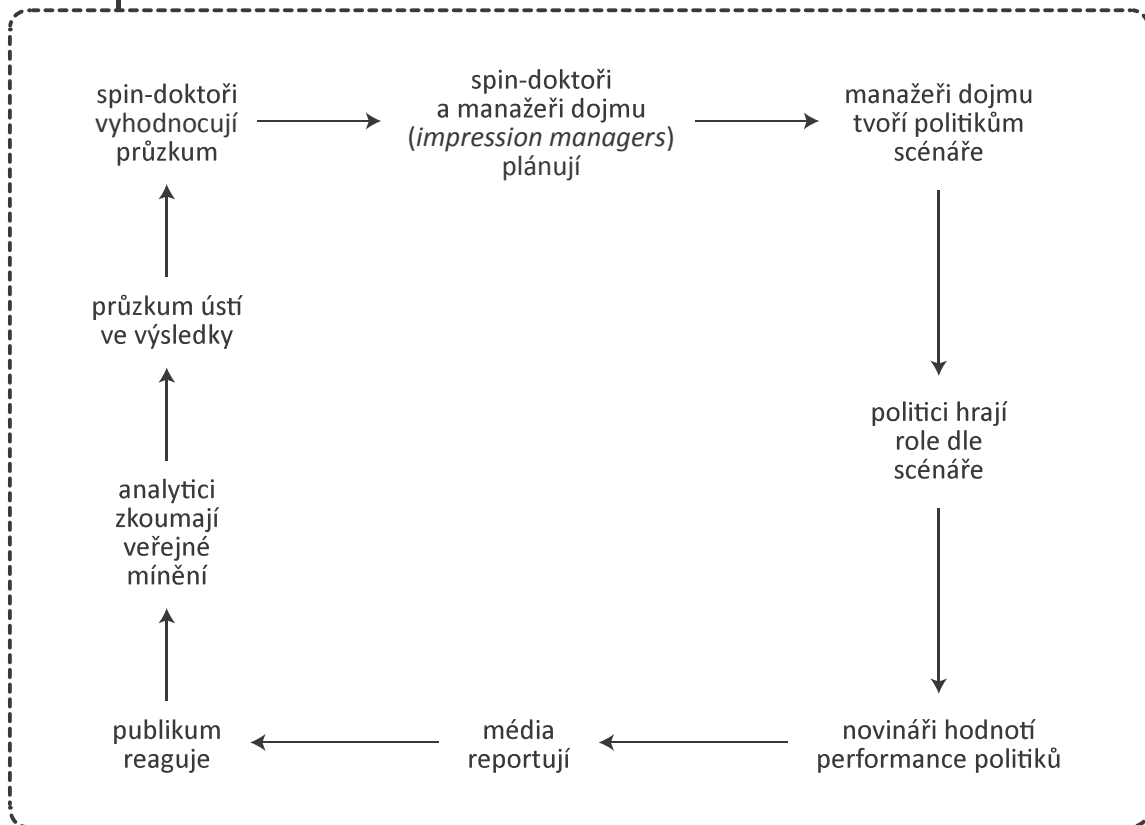 spin-doktoři
vyhodnocují
průzkum
spin-doktoři
a manažeři dojmu
(impression managers)
plánují
manažeři dojmu
tvoří politikům
scénáře
politici hrají
role dle
scénáře
novináři hodnotí
performance politiků
média
reportují
publikum
reaguje
analytici
zkoumají
veřejné
mínění
průzkum ústí
ve výsledky